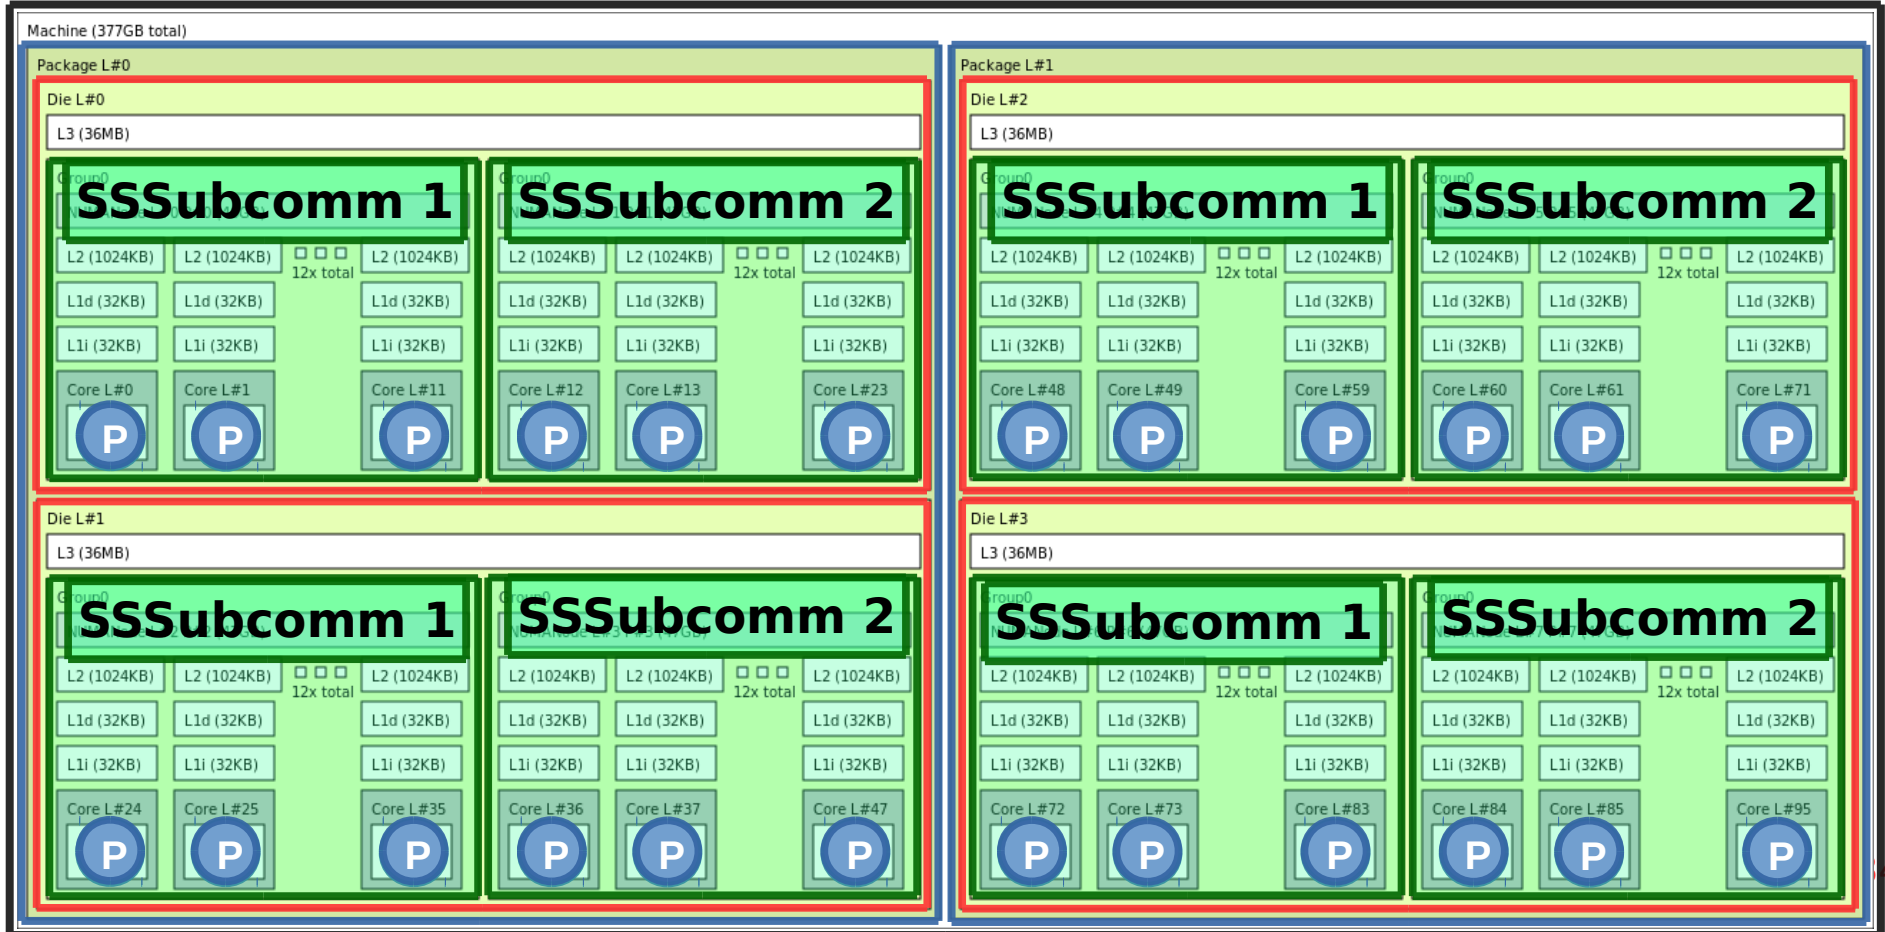 Machine (377GB total)
Package L#0
Die L#0
L3 (36MB)
Group0 Group0
SSSubcomm 1 SSSubcomm 2
L2 (1024KB) L2 (1024KB) L2 (1024KB) L2 (1024KB) L2 (1024KB) L2 (1024KB)
12x total 12x total
L1d (32KB) L1d (32KB) L1d (32KB) L1d (32KB) L1d (32KB) L1d (32KB)
L1i (32KB) L1i (32KB) L1i (32KB) L1i (32KB) L1i (32KB) L1i (32KB)
Core L#0 Core L#1 Core L#11 Core L#12 Core L#13 Core L#23
P P P P P P
Die L#1
L3 (36MB)
Group0 Group0
SSSubcomm 1 SSSubcomm 2
L2 (1024KB) L2 (1024KB) L2 (1024KB) L2 (1024KB) L2 (1024KB) L2 (1024KB)
12x total 12x total
L1d (32KB) L1d (32KB) L1d (32KB) L1d (32KB) L1d (32KB) L1d (32KB)
L1i (32KB) L1i (32KB) L1i (32KB) L1i (32KB) L1i (32KB) L1i (32KB)
Core L#24 Core L#25 Core L#35 Core L#36 Core L#37 Core L#47
P P P P P P
Package L#1
Die L#2
L3 (36MB)
Group0 Group0
SSSubcomm 1 SSSubcomm 2
L2 (1024KB) L2 (1024KB) L2 (1024KB) L2 (1024KB) L2 (1024KB) L2 (1024KB)
12x total 12x total
L1d (32KB) L1d (32KB) L1d (32KB) L1d (32KB) L1d (32KB) L1d (32KB)
L1i (32KB) L1i (32KB) L1i (32KB) L1i (32KB) L1i (32KB) L1i (32KB)
Core L#48 Core L#49 Core L#59 Core L#60 Core L#61 Core L#71
P P P P P P
Die L#3
L3 (36MB)
Group0 Group0
SSSubcomm 1 SSSubcomm 2
L2 (1024KB) L2 (1024KB) L2 (1024KB) L2 (1024KB) L2 (1024KB) L2 (1024KB)
12x total 12x total
L1d (32KB) L1d (32KB) L1d (32KB) L1d (32KB) L1d (32KB) L1d (32KB)
L1i (32KB) L1i (32KB) L1i (32KB) L1i (32KB) L1i (32KB) L1i (32KB)
Core L#72 Core L#73 Core L#83 Core L#84 Core L#85 Core L#95
P P P P P P